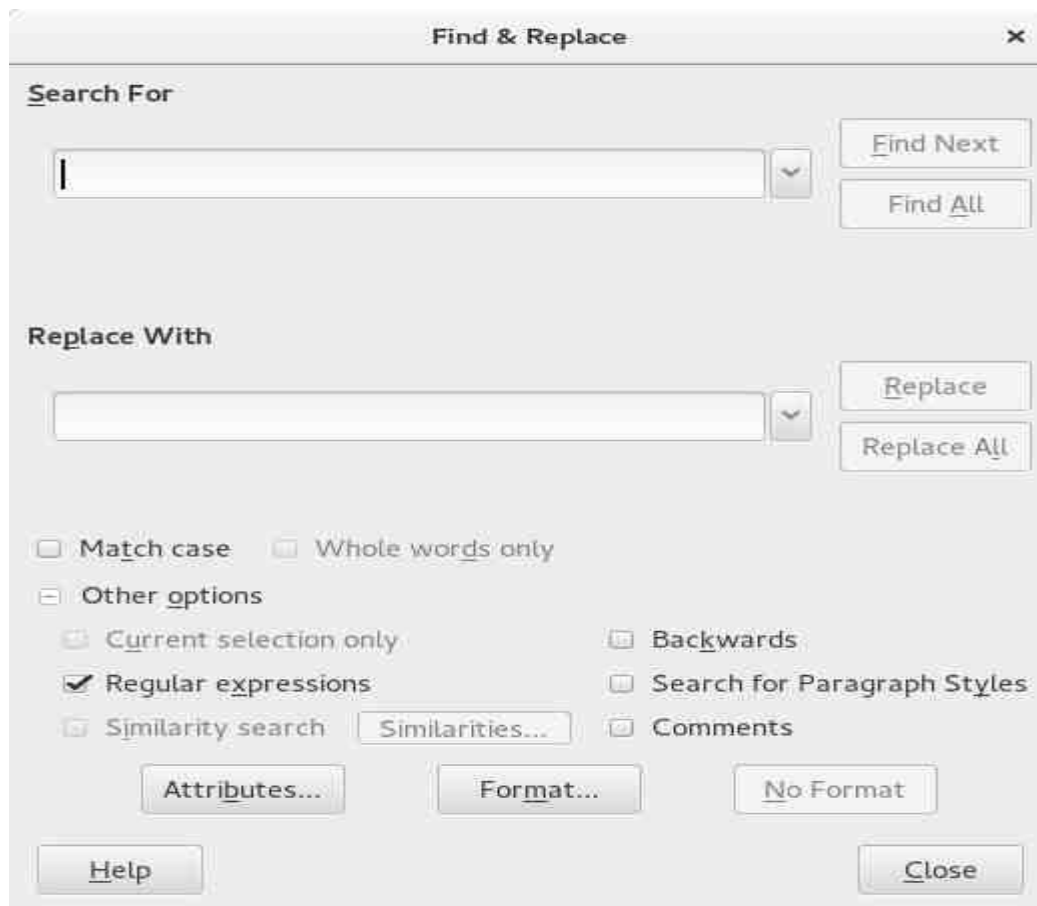 Find & Replace
Search For
Find Next
Find All
Replace With
Replace
Replace All
Match case Whole words only
Other options
Current selection only Backwards
Regular expressions Search for Paragraph Styles
Similarity search Similarities... Comments
Attributes... Format... No Format
Help Close